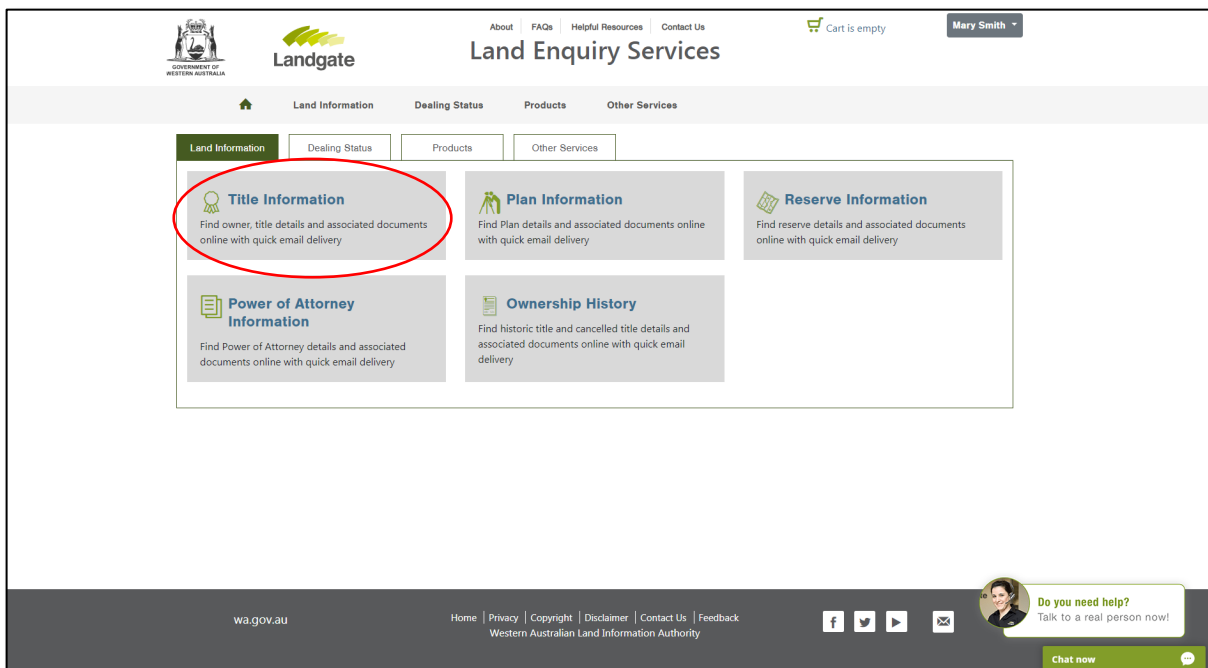 GOVERNMENT OF
WESTERN AUSTRALIA
Landgate
About FAQs Helpful Resources Contact Us
Land Enquiry Services
Cart is empty
Mary Smith
Land Information Dealing Status Products Other Services
Land Information Dealing Status Products Other Services
Title Information
Find owner, title details and associated documents
online with quick email delivery
Plan Information
Find Plan details and associated documents online
with quick email delivery
Reserve Information
Find reserve details and associated documents
online with quick email delivery
Power of Attorney
Information
Find Power of Attorney details and associated
documents online with quick email delivery
Ownership History
Find historic title and cancelled title details and
associated documents online with quick email
delivery
wa.gov.au
Home | Privacy | Copyright | Disclaimer | Contact Us | Feedback
Western Australian Land Information Authority
Do you need help?
Talk to a real person now!
Chat now